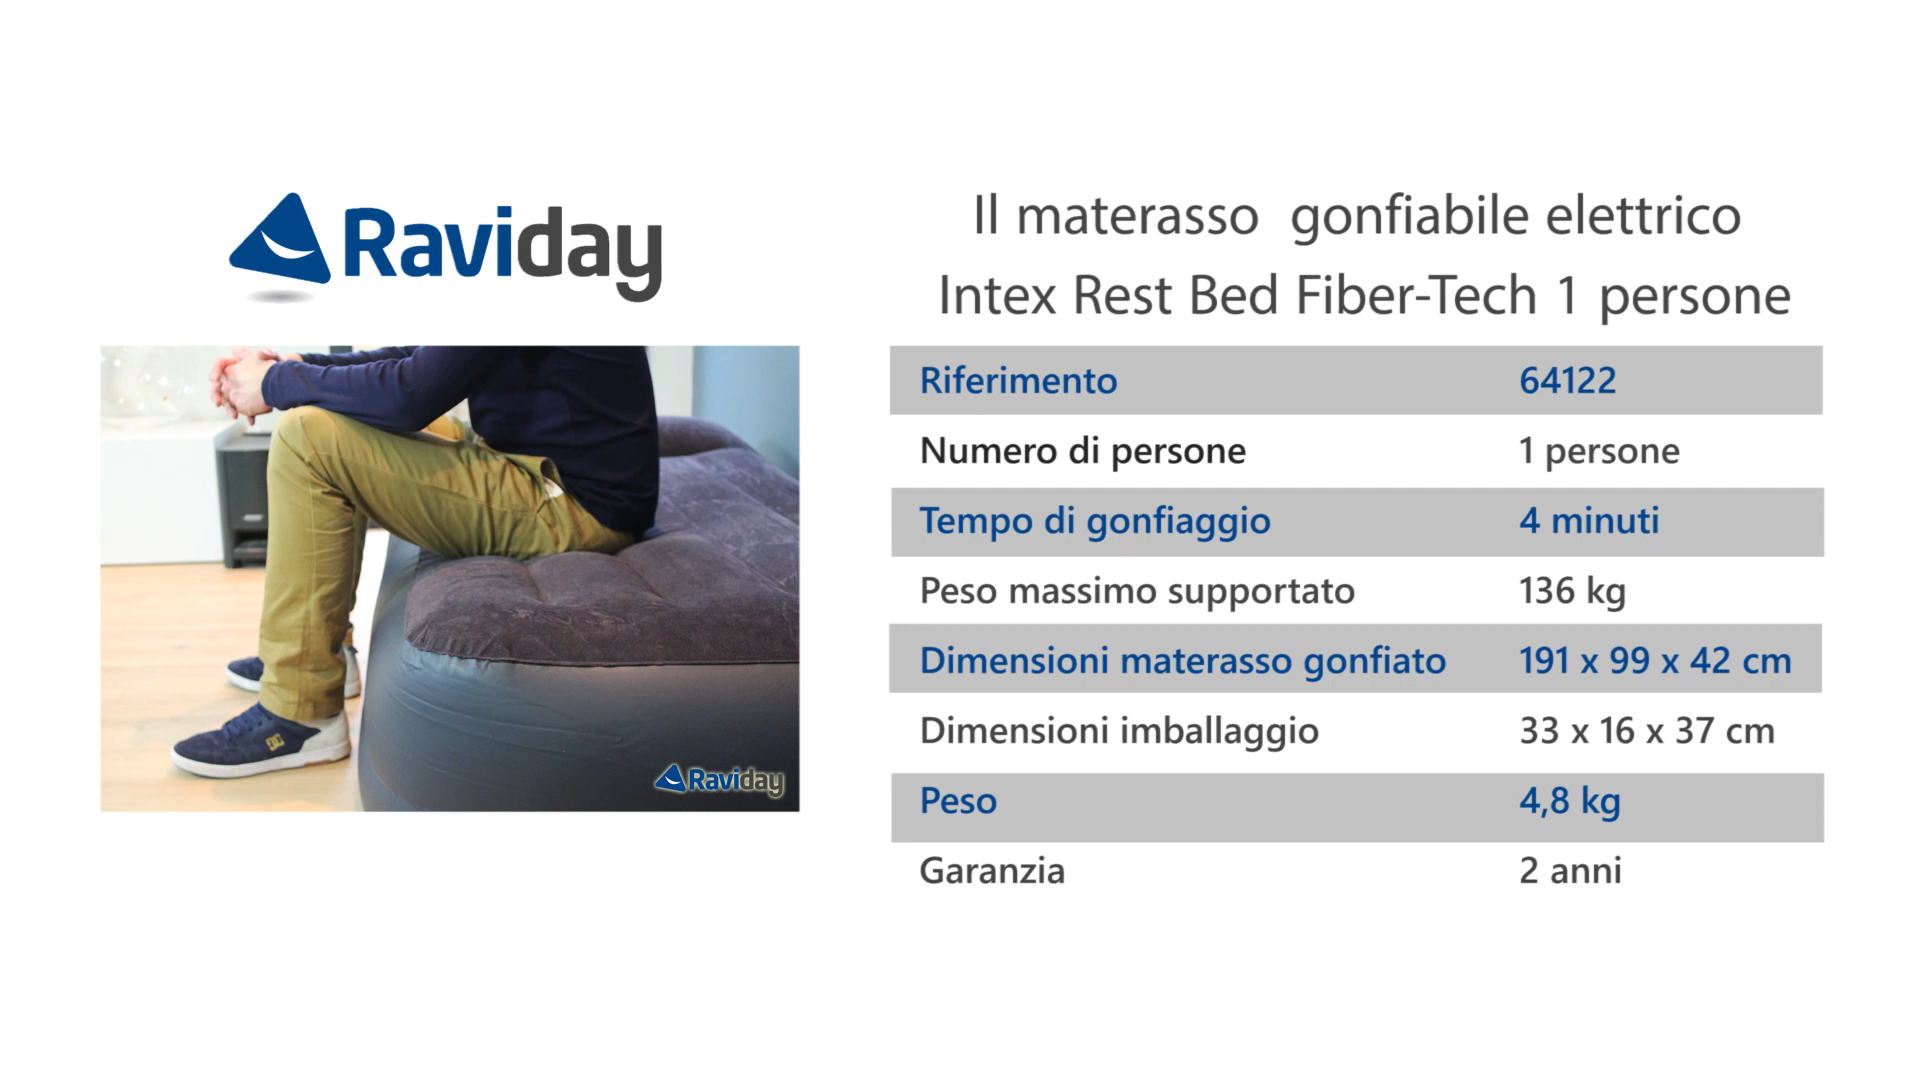 Raviday
Il materasso gonfiabile elettrico
Intex Rest Bed Fiber-Tech 1 persone
Riferimento 64122
Numero di persone 1 persone
Tempo di gonfiaggio 4 minuti
Peso massimo supportato 136 kg
Dimensioni materasso gonfiato 191 x 99 x 42 cm
Dimensioni imballaggio 33 x 16 x 37 cm
Peso 4,8 kg
Garanzia 2 anni
DC
Raviday